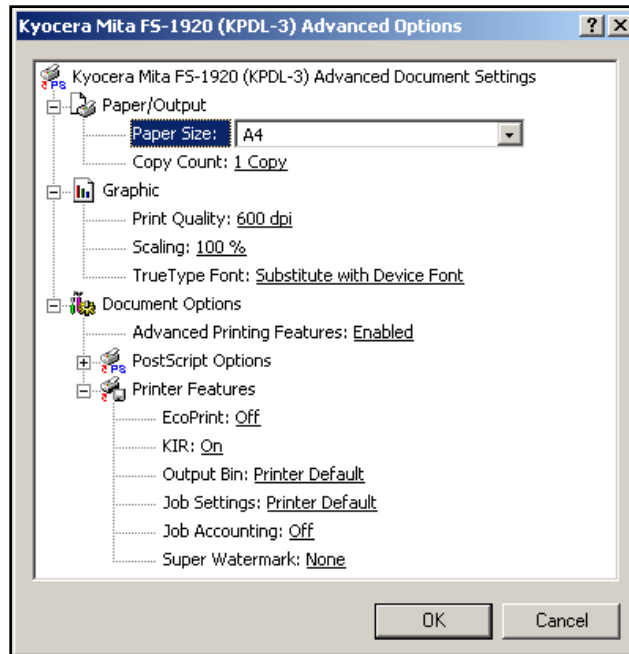 Kyocera Mita FS-1920 (KPDL-3) Advanced Options
Kyocera Mita FS-1920 (KPDL-3) Advanced Document Settings
Paper/Output
Paper Size: A4
Copy Count: 1 Copy
Graphic
Print Quality: 600 dpi
Scaling: 100 %
TrueType Font: Substitute with Device Font
Document Options
Advanced Printing Features: Enabled
PostScript Options
Printer Features
EcoPrint: Off
KIR: On
Output Bin: Printer Default
Job Settings: Printer Default
Job Accounting: Off
Super Watermark: None
OK Cancel